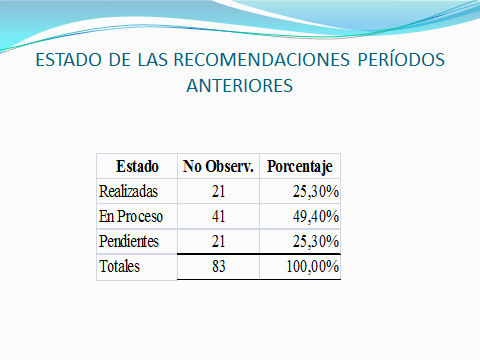 ESTADO DE LAS RECOMENDACIONES PERÍODOS
ANTERIORES
Estado No Observ. Porcentaje
Realizadas 21 25,30%
En Proceso 41 49,40%
Pendientes 21 25,30%
Totales 83 100,00%